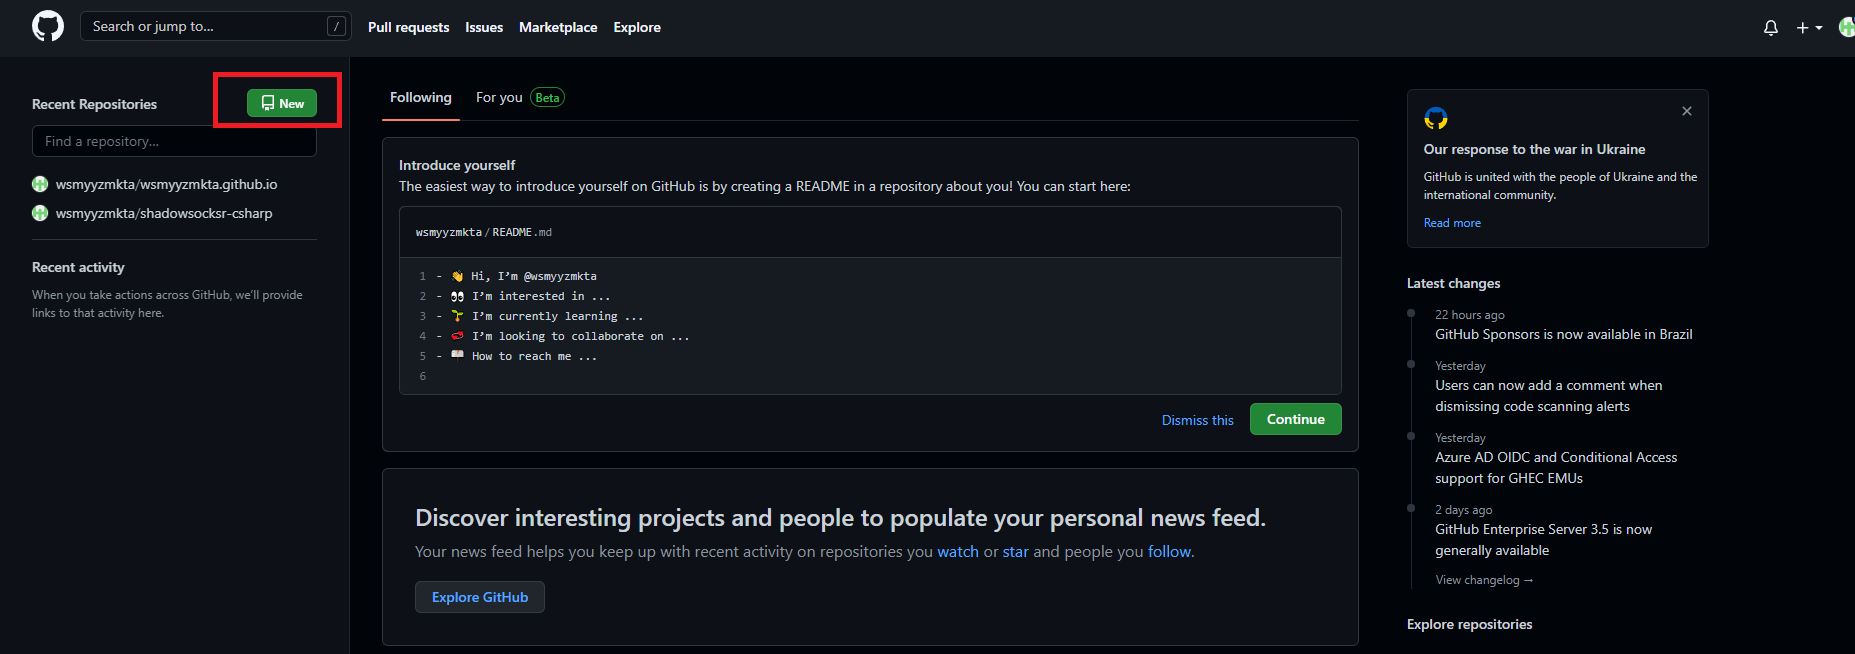 Search or jump to... /
Pull requests Issues Marketplace Explore
Recent Repositories
New
Find a repository...
wsmyyzmkta/wsmyyzmkta.github.io
wsmyyzmkta/shadowsocksr-csharp
Recent activity
When you take actions across GitHub, we'll provide
links to that activity here.
Following For you Beta
Introduce yourself
The easiest way to introduce yourself on GitHub is by creating a README in a repository about you! You can start here:
wsmyyzmkta/README.md
1 - 👋 Hi, I’m @wsmyyzmkta
2 - 👀 I’m interested in ...
3 - 🌱 I’m currently learning ...
4 - 💞️ I’m looking to collaborate on ...
5 - 📫 How to reach me ...
6
Dismiss this Continue
Discover interesting projects and people to populate your personal news feed.
Your news feed helps you keep up with recent activity on repositories you watch or star and people you follow.
Explore GitHub
Our response to the war in Ukraine
GitHub is united with the people of Ukraine and the
international community.
Read more
Latest changes
22 hours ago
GitHub Sponsors is now available in Brazil
Yesterday
Users can now add a comment when
dismissing code scanning alerts
Yesterday
Azure AD OIDC and Conditional Access
support for GHEC EMUs
2 days ago
GitHub Enterprise Server 3.5 is now
generally available
View changelog →
Explore repositories